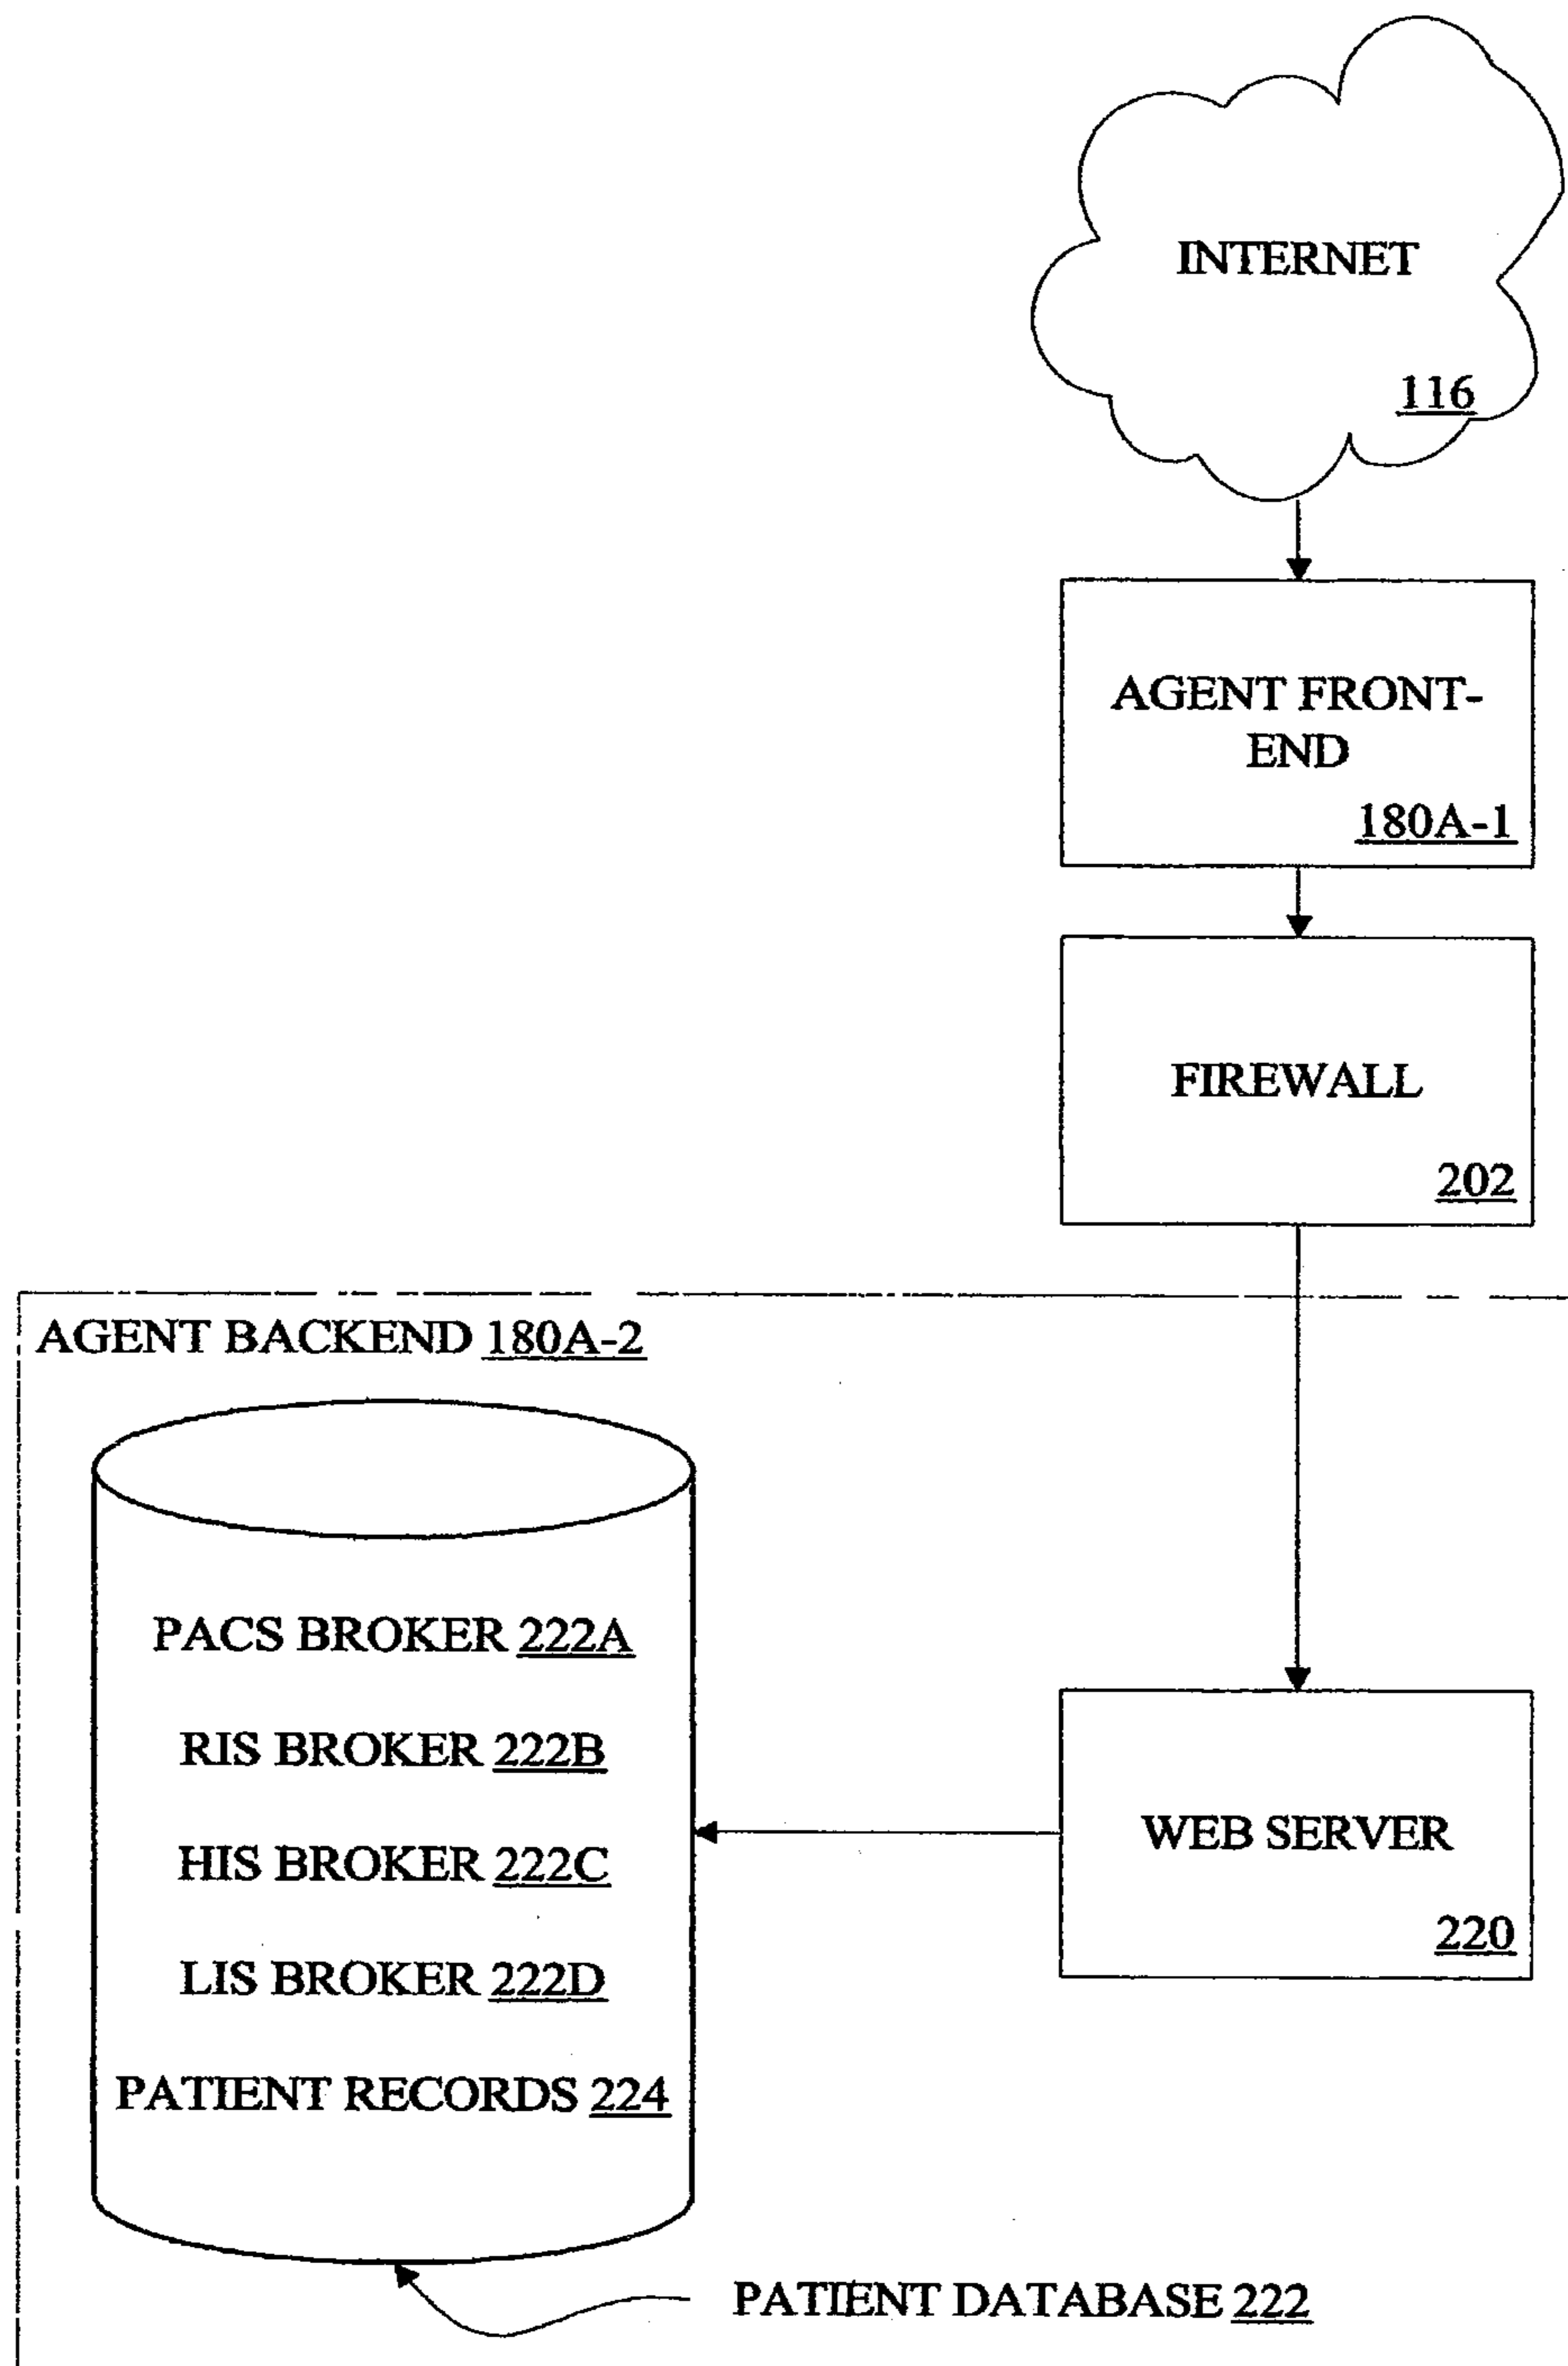 INTERNET
116
AGENT FRONT-
END
180A-1
FIREWALL
202
AGENT BACKEND 180A-2
PACS BROKER 222A
RIS BROKER 222B
HIS BROKER 222C
LIS BROKER 222D
PATIENT RECORDS 224
WEB SERVER
220
PATIENT DATABASE 222